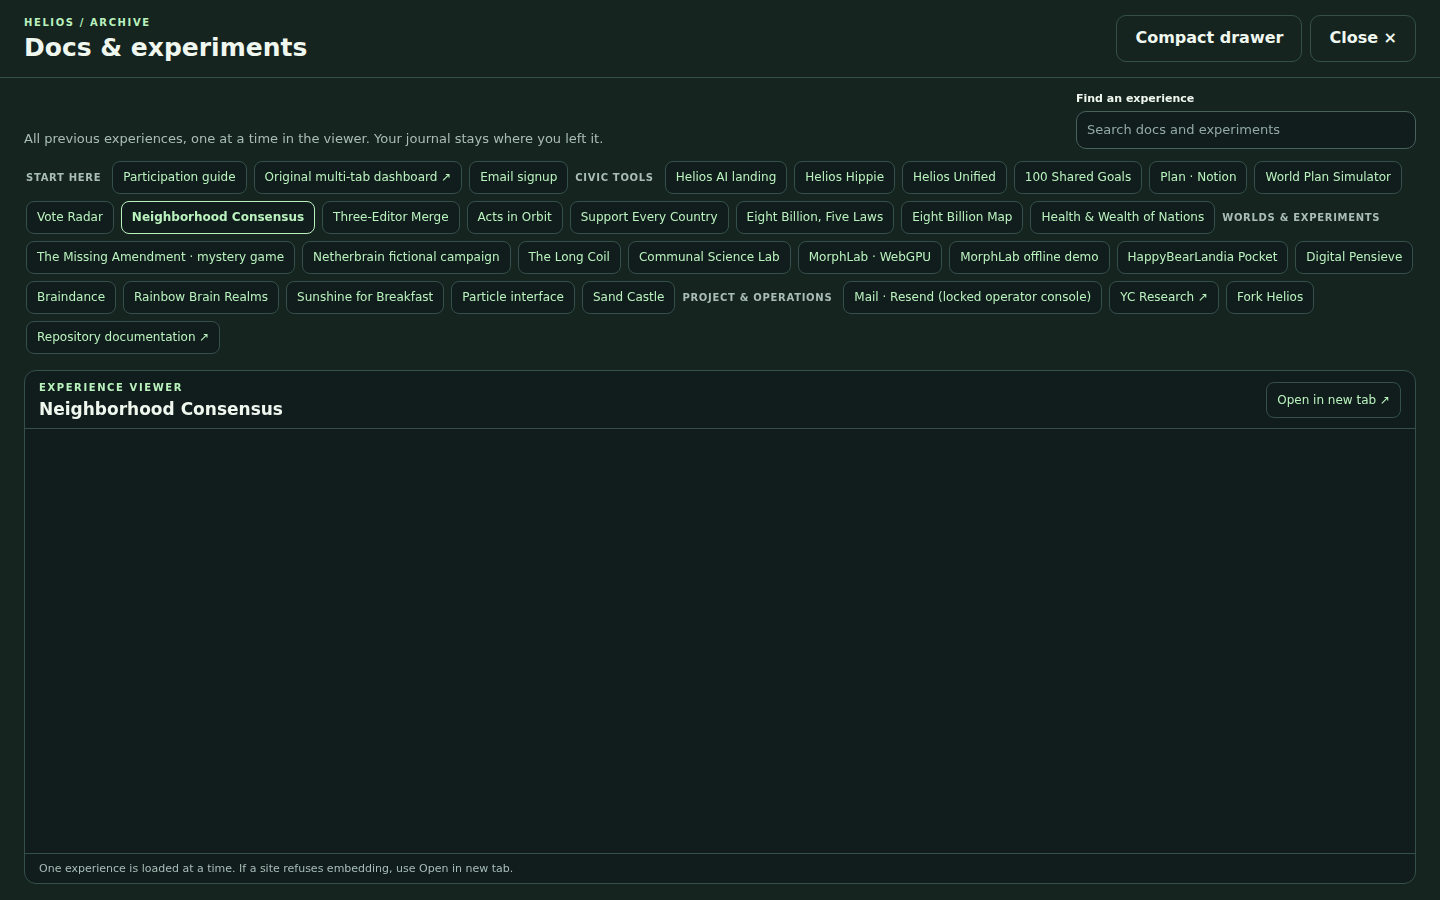 HELIOS / ARCHIVE
Docs & experiments
Compact drawer
Close ×
Find an experience
All previous experiences, one at a time in the viewer. Your journal stays where you left it.
Search docs and experiments
START HERE Participation guide Original multi-tab dashboard ↗ Email signup CIVIC TOOLS Helios AI landing Helios Hippie Helios Unified 100 Shared Goals Plan · Notion World Plan Simulator
Vote Radar Neighborhood Consensus Three-Editor Merge Acts in Orbit Support Every Country Eight Billion, Five Laws Eight Billion Map Health & Wealth of Nations WORLDS & EXPERIMENTS
The Missing Amendment · mystery game Netherbrain fictional campaign The Long Coil Communal Science Lab MorphLab · WebGPU MorphLab offline demo HappyBearLandia Pocket Digital Pensieve
Braindance Rainbow Brain Realms Sunshine for Breakfast Particle interface Sand Castle PROJECT & OPERATIONS Mail · Resend (locked operator console) YC Research ↗ Fork Helios
Repository documentation ↗
EXPERIENCE VIEWER
Neighborhood Consensus
Open in new tab ↗
One experience is loaded at a time. If a site refuses embedding, use Open in new tab.